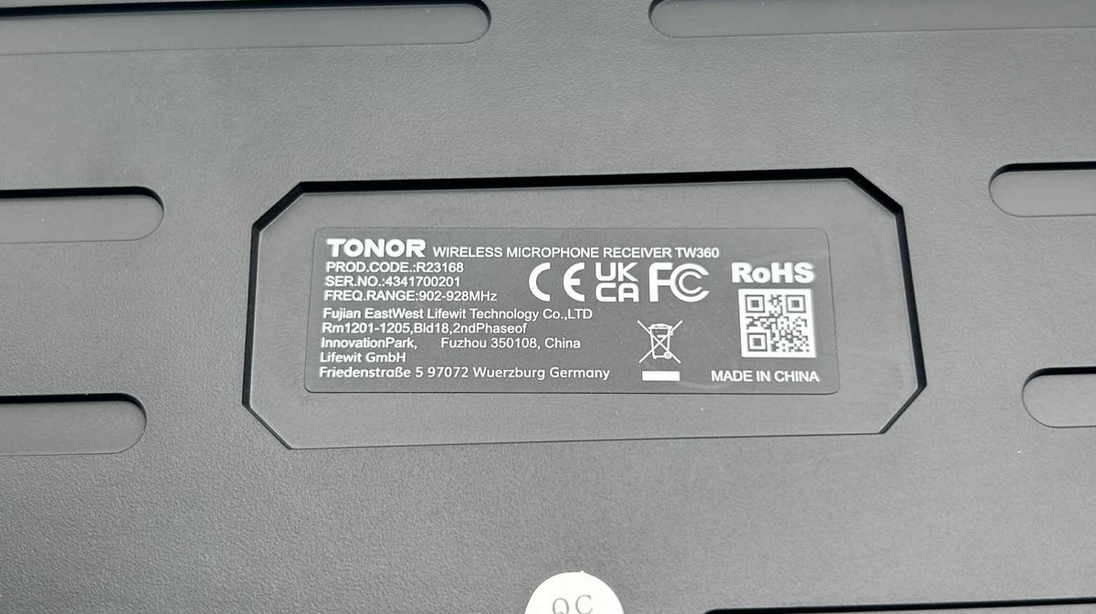 TONOR WIRELESS MICROPHONE RECEIVER TW360
PROD.CODE.:R23168
SER.NO.:4341700201
FREQ.RANGE:902-928MHz
CE UK CA FC RoHS
Fujian EastWest Lifewit Technology Co.,LTD
Rm1201-1205,Bld18,2ndPhaseof
InnovationPark, Fuzhou 350108, China
Lifewit GmbH
Friedenstraße 5 97072 Wuerzburg Germany
MADE IN CHINA
QC